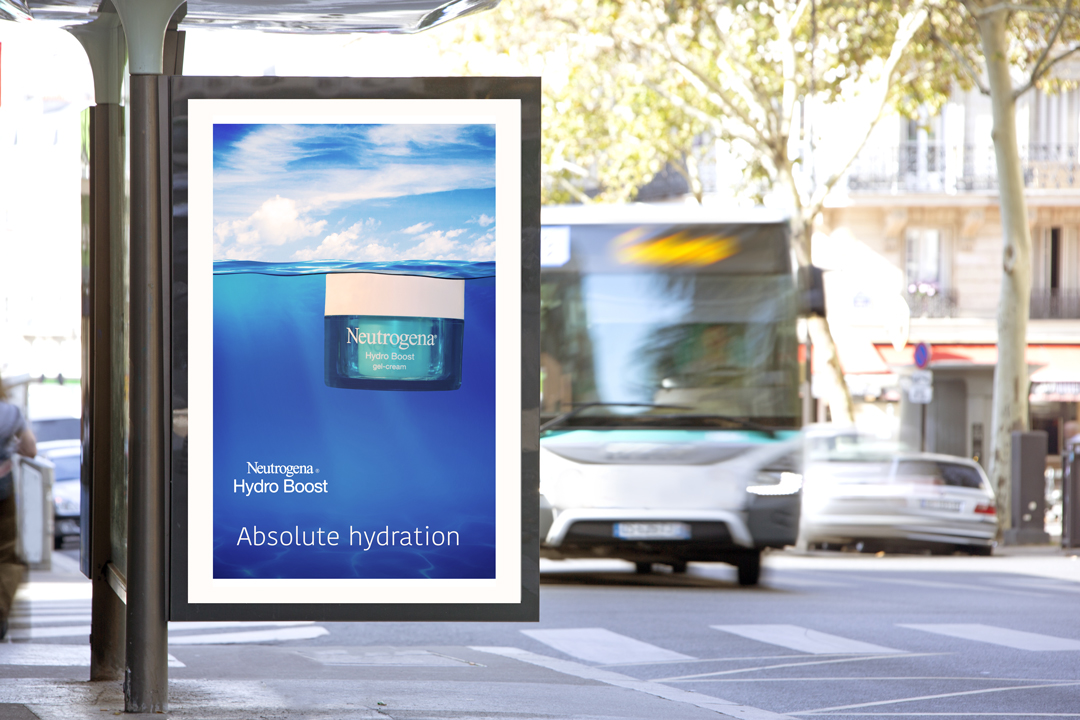 Neutrogena®
Hydro Boost
gel-cream
Neutrogena®
Hydro Boost
Absolute hydration